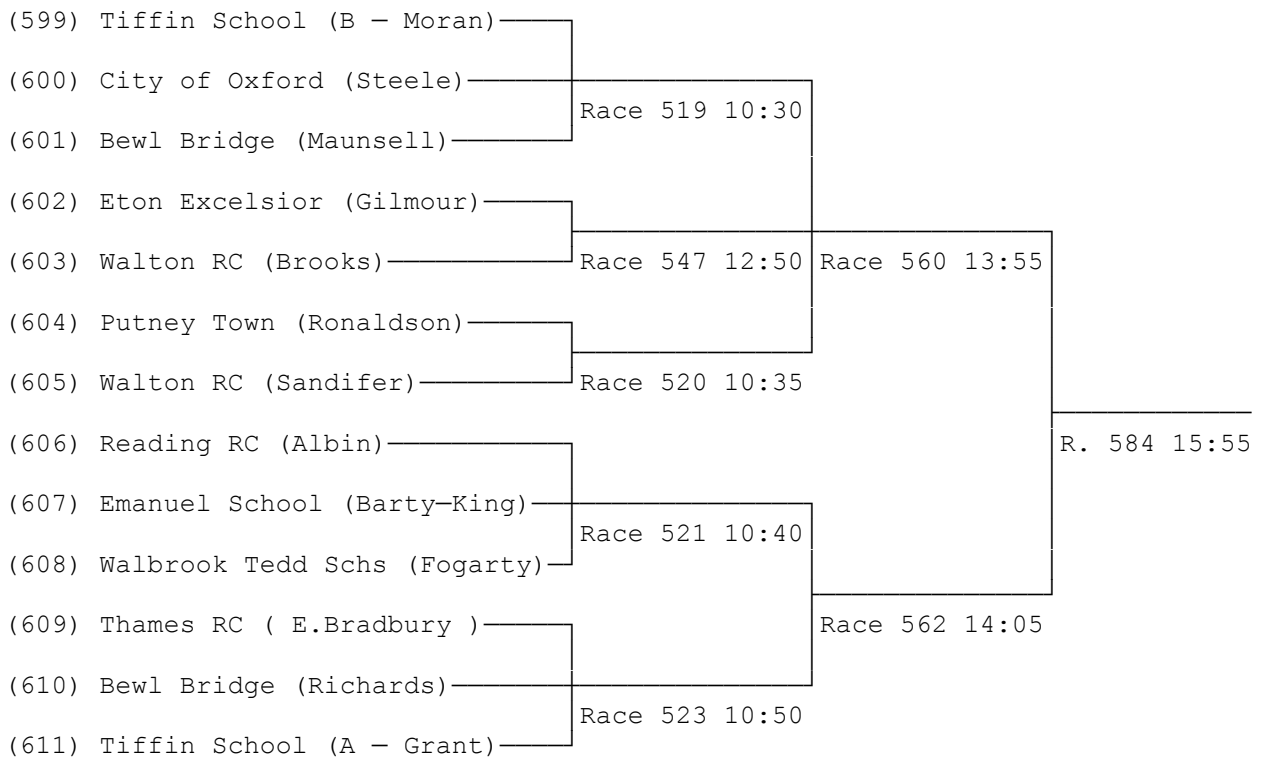 (599) Tiffin School (B — Moran)
(600) City of Oxford (Steele)
Race 519 10:30
(601) Bewl Bridge (Maunsell)
(602) Eton Excelsior (Gilmour)
(603) Walton RC (Brooks) Race 547 12:50 Race 560 13:55
(604) Putney Town (Ronaldson)
(605) Walton RC (Sandifer) Race 520 10:35
(606) Reading RC (Albin) R. 584 15:55
(607) Emanuel School (Barty—King)
Race 521 10:40
(608) Walbrook Tedd Schs (Fogarty)
(609) Thames RC ( E.Bradbury ) Race 562 14:05
(610) Bewl Bridge (Richards)
Race 523 10:50
(611) Tiffin School (A — Grant)